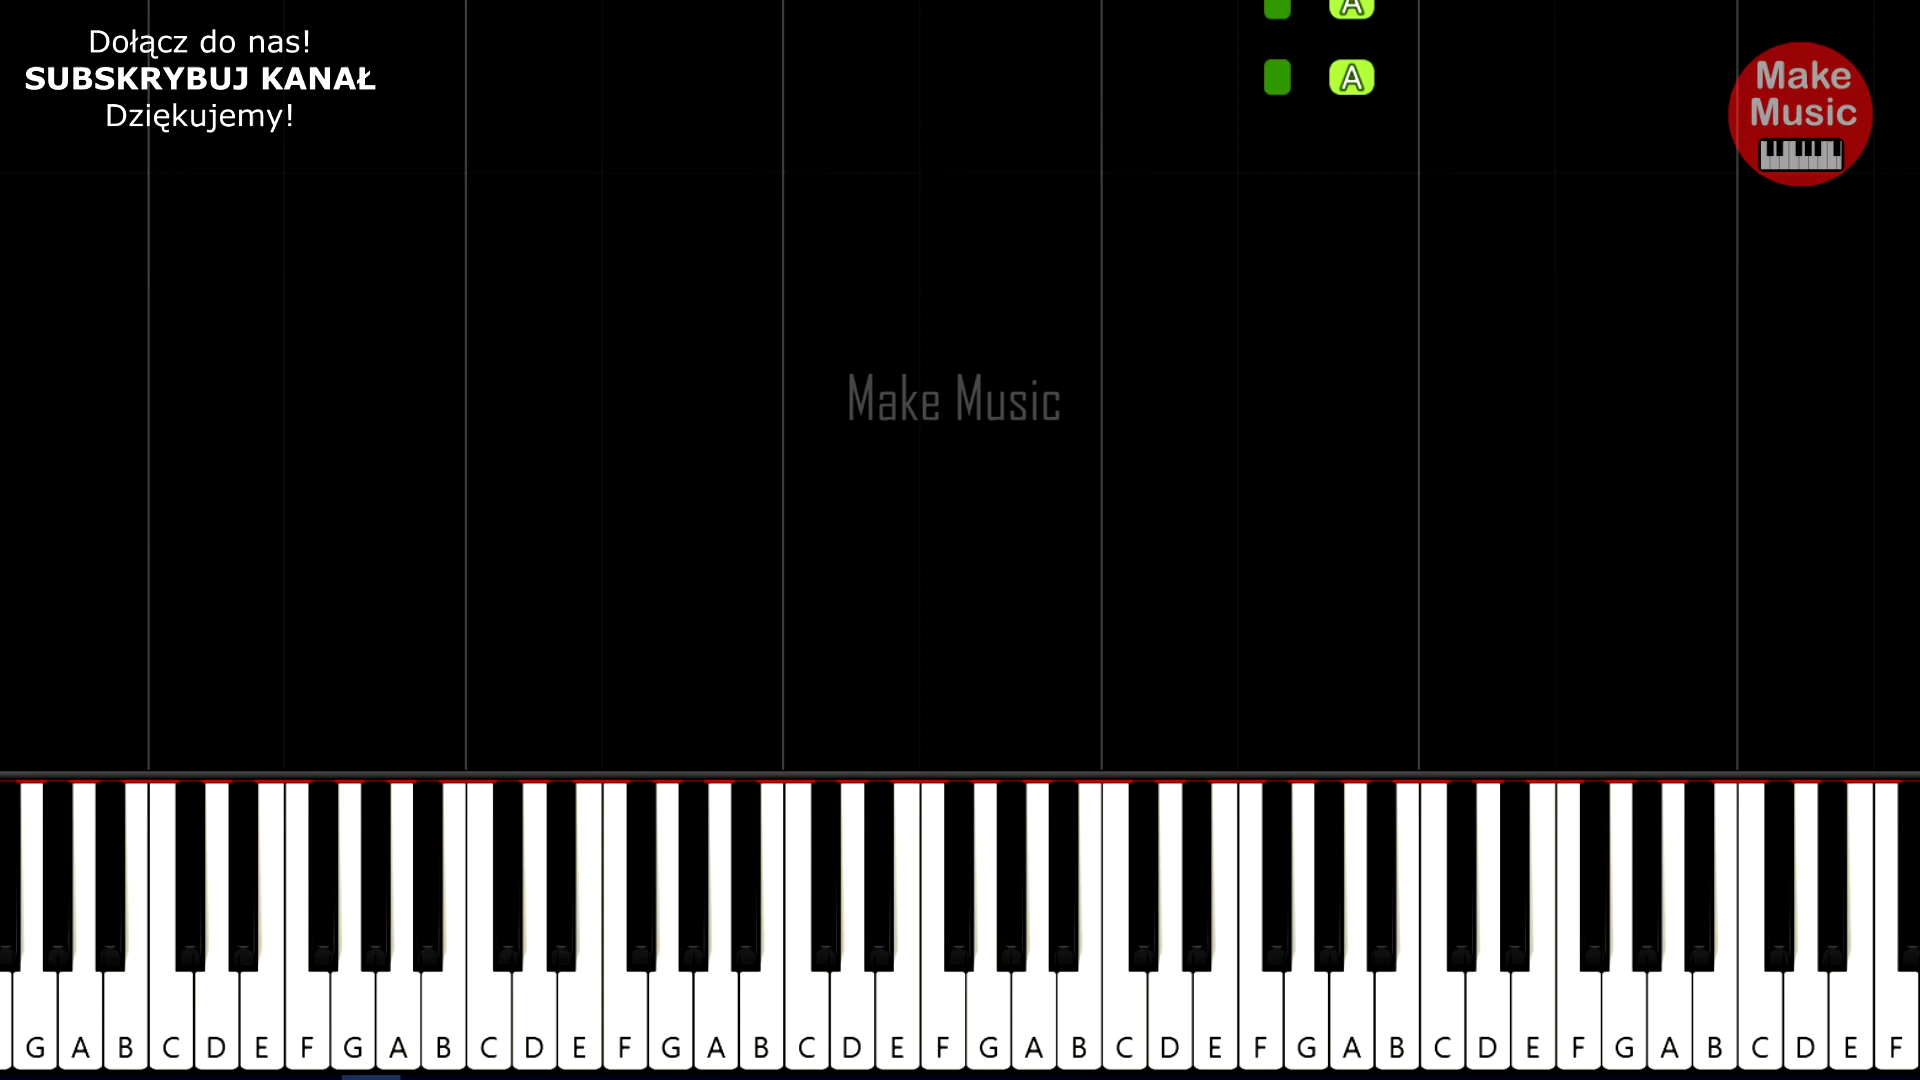 Dołącz do nas!
SUBSKRYBUJ KANAŁ
Dziękujemy!
A
A
Make
Music
Make Music
G A B C D E F G A B C D E F G A B C D E F G A B C D E F G A B C D E F G A B C D E F